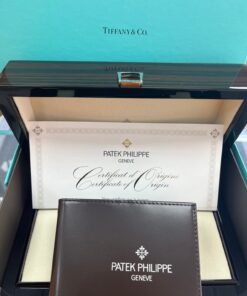 TIFFANY & CO.
PATEK PHILIPPE
GENEVE
Certificat d'Origine
Certificate of Origin
PATEK PHILIPPE
GENEVE